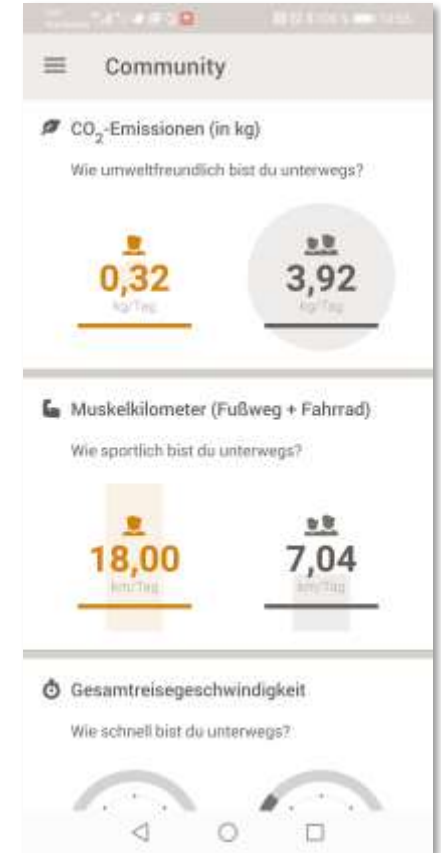 Community
CO₂-Emissionen (in kg)
Wie umweltfreundlich bist du unterwegs?
0,32
3,92
kg/Tag
kg/Tag
Muskelkilometer (Fußweg + Fahrrad)
Wie sportlich bist du unterwegs?
18,00
7,04
km/Tag
km/Tag
Gesamtreisegeschwindigkeit
Wie schnell bist du unterwegs?